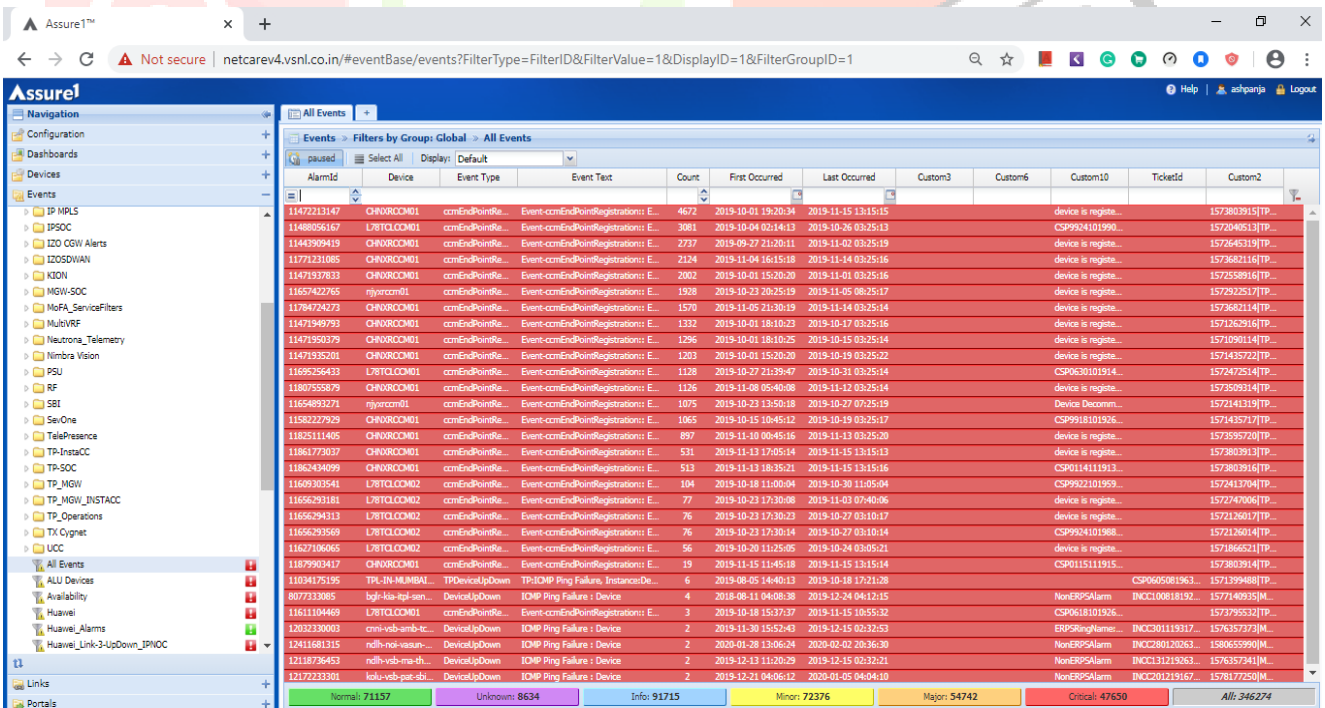 Assure1™
Not secure | netcarev4.vsnl.co.in/#eventBase/events?FilterType=FilterID&FilterValue=1&DisplayID=1&FilterGroupID=1
Assure1
Help | ashpanja Logout
Navigation
All Events
Configuration
Events > Filters by Group: Global > All Events
Dashboards
paused Select All Display: Default
Devices
AlarmId Device Event Type Event Text Count First Occurred Last Occurred Custom3 Custom6 Custom10 TicketId Custom2
Events
=
IP MPLS
IPSOC
IZO CGW Alerts
IZOSDWAN
KION
MGW-SOC
MoFA_ServiceFilters
MultiVRF
Neutrona_Telemetry
Nimbra Vision
PSU
RF
SBI
SevOne
TelePresence
TP-InstaCC
TP-SOC
TP_MGW
TP_MGW_INSTACC
TP_Operations
TX Cygnet
UCC
All Events
ALU Devices
Availability
Huawei
Huawei_Alarms
Huawei_Link-3-UpDown_IPNOC
Links
Portals
11472213147 CHNXRCCM01 ccmEndPointRe... Event-ccmEndPointRegistration:: E... 4672 2019-10-01 19:20:34 2019-11-15 13:15:15 device is registe... 1573803915|TP...
11488056167 L78TCLCCM01 ccmEndPointRe... Event-ccmEndPointRegistration:: E... 3081 2019-10-04 02:14:13 2019-10-26 03:25:13 CSP9924101990... 1572040513|TP...
11443909419 CHNXRCCM01 ccmEndPointRe... Event-ccmEndPointRegistration:: E... 2737 2019-09-27 21:20:11 2019-11-02 03:25:19 device is registe... 1572645319|TP...
11771231085 L78TCLCCM01 ccmEndPointRe... Event-ccmEndPointRegistration:: E... 2124 2019-11-04 16:15:18 2019-11-14 03:25:16 device is registe... 1573682116|TP...
11471937833 CHNXRCCM01 ccmEndPointRe... Event-ccmEndPointRegistration:: E... 2002 2019-10-01 15:20:20 2019-11-01 03:25:16 device is registe... 1572558916|TP...
11657422765 njyxrccm01 ccmEndPointRe... Event-ccmEndPointRegistration:: E... 1928 2019-10-23 20:25:19 2019-11-05 08:25:17 device is registe... 1572922517|TP...
11784724273 CHNXRCCM01 ccmEndPointRe... Event-ccmEndPointRegistration:: E... 1570 2019-11-05 21:30:19 2019-11-14 03:25:14 device is registe... 1573682114|TP...
11471949793 CHNXRCCM01 ccmEndPointRe... Event-ccmEndPointRegistration:: E... 1332 2019-10-01 18:10:23 2019-10-17 03:25:16 device is registe... 1571262916|TP...
11471950379 CHNXRCCM01 ccmEndPointRe... Event-ccmEndPointRegistration:: E... 1296 2019-10-01 18:10:25 2019-10-15 03:25:14 device is registe... 1571090114|TP...
11471935201 CHNXRCCM01 ccmEndPointRe... Event-ccmEndPointRegistration:: E... 1203 2019-10-01 15:20:20 2019-10-19 03:25:22 device is registe... 1571435722|TP...
11695256433 L78TCLCCM01 ccmEndPointRe... Event-ccmEndPointRegistration:: E... 1128 2019-10-27 21:39:47 2019-10-31 03:25:14 CSP0630101914... 1572472514|TP...
11807555879 CHNXRCCM01 ccmEndPointRe... Event-ccmEndPointRegistration:: E... 1126 2019-11-08 05:40:08 2019-11-12 03:25:14 device is registe... 1573509314|TP...
11654893271 njyxrccm01 ccmEndPointRe... Event-ccmEndPointRegistration:: E... 1075 2019-10-23 13:50:18 2019-10-27 07:25:19 Device Decomm... 1572141319|TP...
11582227929 CHNXRCCM01 ccmEndPointRe... Event-ccmEndPointRegistration:: E... 1065 2019-10-15 10:45:12 2019-10-19 03:25:17 CSP9918101926... 1571435717|TP...
11825111405 CHNXRCCM01 ccmEndPointRe... Event-ccmEndPointRegistration:: E... 897 2019-11-10 00:45:16 2019-11-13 03:25:20 device is registe... 1573595720|TP...
11861773037 CHNXRCCM01 ccmEndPointRe... Event-ccmEndPointRegistration:: E... 531 2019-11-13 17:05:14 2019-11-15 13:15:13 device is registe... 1573803913|TP...
11862434099 CHNXRCCM01 ccmEndPointRe... Event-ccmEndPointRegistration:: E... 513 2019-11-13 18:35:21 2019-11-15 13:15:16 CSP0114111913... 1573803916|TP...
11609303541 L78TCLCCM02 ccmEndPointRe... Event-ccmEndPointRegistration:: E... 104 2019-10-18 11:00:04 2019-10-30 11:05:04 CSP9922101959... 1572413704|TP...
11656293181 L78TCLCCM02 ccmEndPointRe... Event-ccmEndPointRegistration:: E... 77 2019-10-23 17:30:08 2019-11-03 07:40:06 device is registe... 1572747006|TP...
11656294313 L78TCLCCM02 ccmEndPointRe... Event-ccmEndPointRegistration:: E... 76 2019-10-23 17:30:23 2019-10-27 03:10:17 device is registe... 1572126017|TP...
11656293569 L78TCLCCM02 ccmEndPointRe... Event-ccmEndPointRegistration:: E... 76 2019-10-23 17:30:14 2019-10-27 03:10:14 CSP9924101988... 1572126014|TP...
11627106065 L78TCLCCM02 ccmEndPointRe... Event-ccmEndPointRegistration:: E... 56 2019-10-20 11:25:05 2019-10-24 03:05:21 device is registe... 1571866521|TP...
11879903417 CHNXRCCM01 ccmEndPointRe... Event-ccmEndPointRegistration:: E... 19 2019-11-15 11:45:18 2019-11-15 13:15:14 CSP0115111915... 1573803914|TP...
11034175195 TPL-IN-MUMBAI... TPDeviceUpDown TP:ICMP Ping Failure, Instance:De... 6 2019-08-05 14:40:13 2019-10-18 17:21:28 CSP0605081963... 1571399488|TP...
8077333085 bglr-kia-itpl-sen... DeviceUpDown ICMP Ping Failure : Device 4 2018-08-11 04:08:38 2019-12-24 04:12:15 NonERPSAlarm INCC100818192... 1577140935|M...
11611104469 L78TCLCCM01 ccmEndPointRe... Event-ccmEndPointRegistration:: E... 3 2019-10-18 15:37:37 2019-11-15 10:55:32 CSP0618101926... 1573795532|TP...
12032330003 cnni-vsb-amb-tc... DeviceUpDown ICMP Ping Failure : Device 2 2019-11-30 15:52:43 2019-12-15 02:32:53 ERPSRingName:... INCC301119317... 1576357373|M...
12411681315 ndlh-noi-vasun-... DeviceUpDown ICMP Ping Failure : Device 2 2020-01-28 13:06:24 2020-02-02 20:36:30 NonERPSAlarm INCC280120263... 1580655990|M...
12118736453 ndlh-vsb-ma-th... DeviceUpDown ICMP Ping Failure : Device 2 2019-12-13 11:20:29 2019-12-15 02:32:21 NonERPSAlarm INCC131219263... 1576357341|M...
12172233301 kolu-vsb-pat-sbi... DeviceUpDown ICMP Ping Failure : Device 2 2019-12-21 04:06:12 2020-01-05 04:04:10 NonERPSAlarm INCC201219167... 1578177250|M...
Normal: 71157 Unknown: 8634 Info: 91715 Minor: 72376 Major: 54742 Critical: 47650 All: 346274